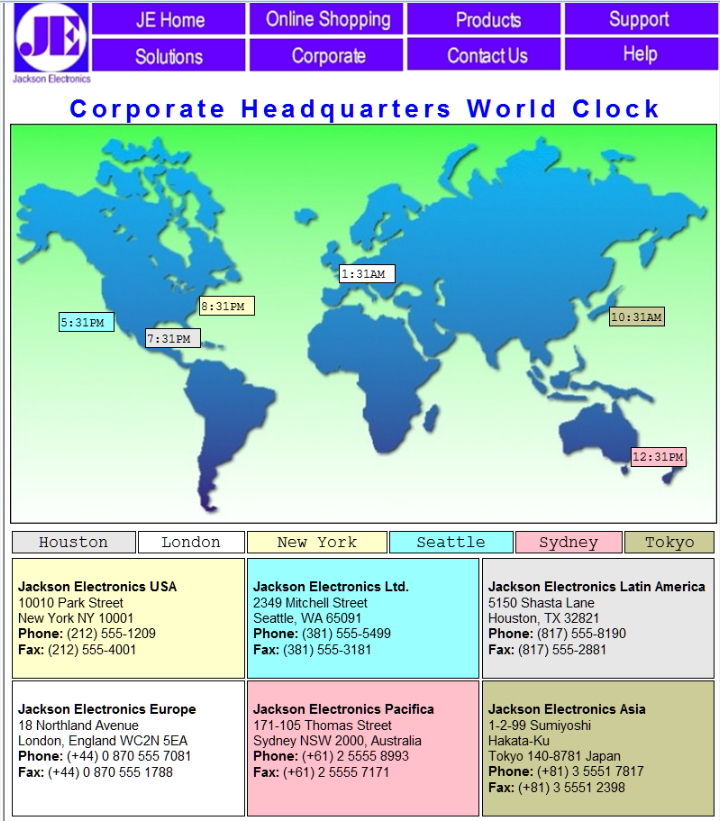 JE
Jackson Electronics
JE Home
Online Shopping
Products
Support
Solutions
Corporate
Contact Us
Help
Corporate Headquarters World Clock
1:31AM
8:31PM
5:31PM
7:31PM
10:31AM
12:31PM
Houston
London
New York
Seattle
Sydney
Tokyo
Jackson Electronics USA
10010 Park Street
New York NY 10001
Phone: (212) 555-1209
Fax: (212) 555-4001
Jackson Electronics Ltd.
2349 Mitchell Street
Seattle, WA 65091
Phone: (381) 555-5499
Fax: (381) 555-3181
Jackson Electronics Latin America
5150 Shasta Lane
Houston, TX 32821
Phone: (817) 555-8190
Fax: (817) 555-2881
Jackson Electronics Europe
18 Northland Avenue
London, England WC2N 5EA
Phone: (+44) 0 870 555 7081
Fax: (+44) 0 870 555 1788
Jackson Electronics Pacifica
171-105 Thomas Street
Sydney NSW 2000, Australia
Phone: (+61) 2 5555 8993
Fax: (+61) 2 5555 7171
Jackson Electronics Asia
1-2-99 Sumiyoshi
Hakata-Ku
Tokyo 140-8781 Japan
Phone: (+81) 3 5551 7817
Fax: (+81) 3 5551 2398